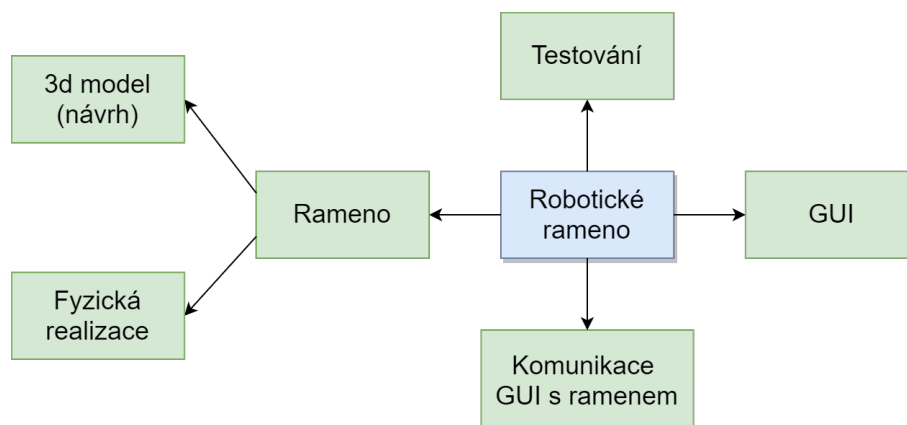 Testování
3d model
(návrh)
Rameno
Robotické
rameno
GUI
Fyzická
realizace
Komunikace
GUI s ramenem